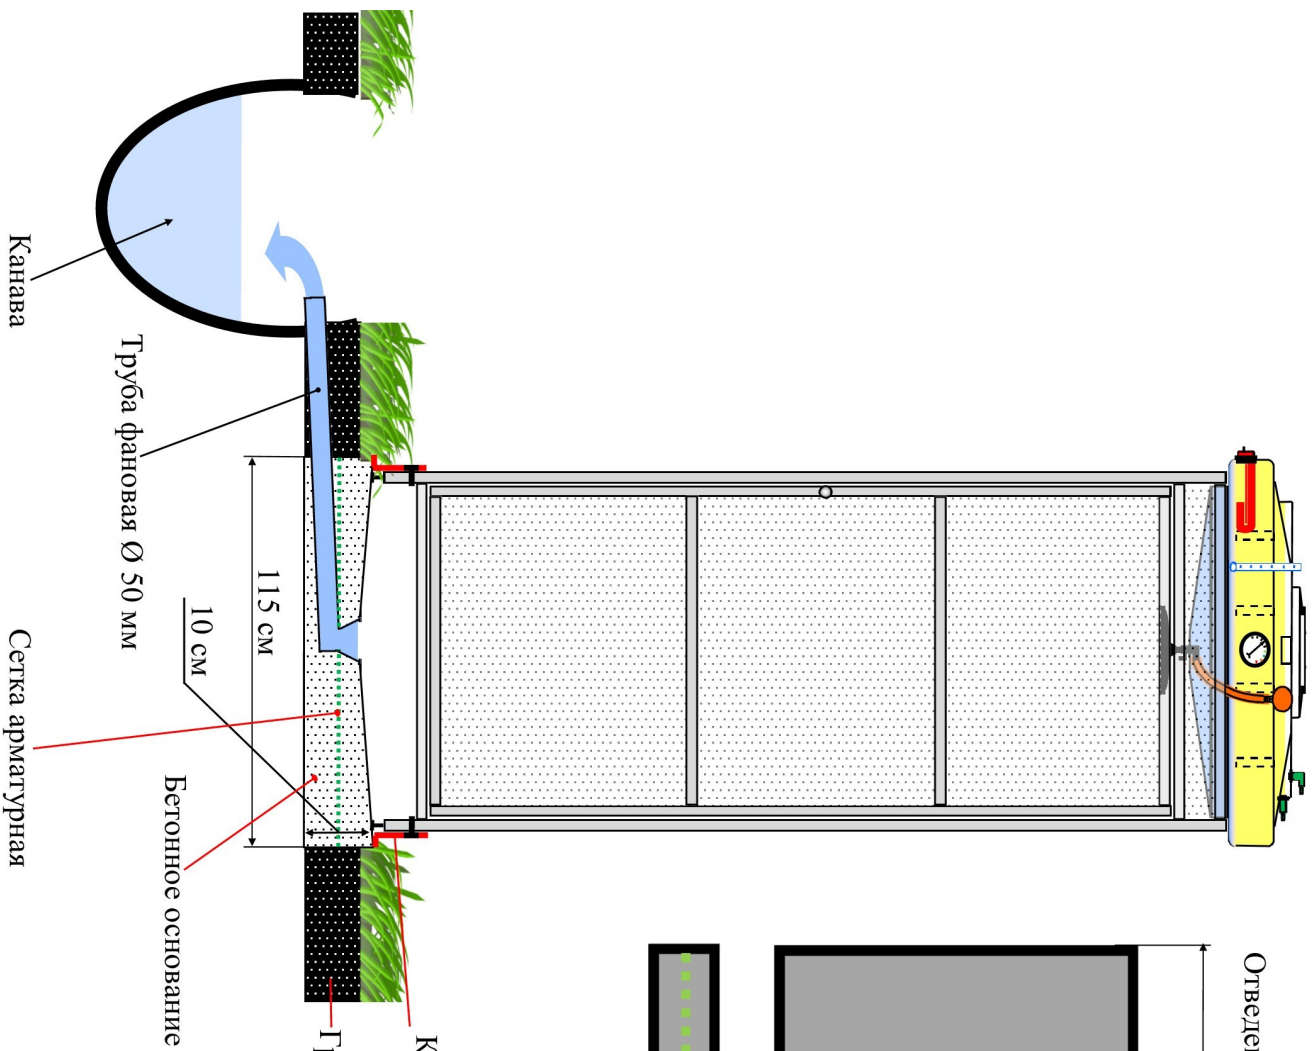 Канава
Труба фановая Ø 50 мм
115 см
10 см
Сетка арматурная
Бетонное основание